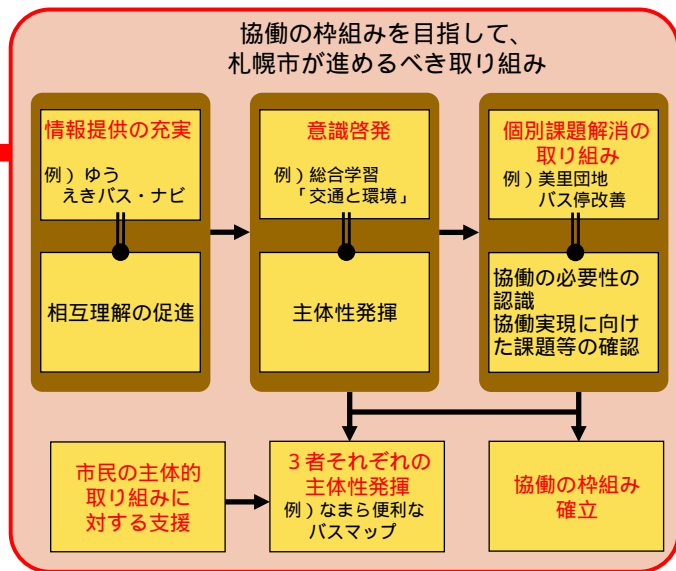 協働の枠組みを目指して、
札幌市が進めるべき取り組み
情報提供の充実
例）ゆう
えきバス・ナビ
相互理解の促進
意識啓発
例）総合学習
「交通と環境」
主体性発揮
個別課題解消の
取り組み
例）美里団地
バス停改善
協働の必要性の
認識
協働実現に向け
た課題等の確認
市民の主体的
取り組みに
対する支援
３者それぞれの
主体性発揮
例）なまら便利な
バスマップ
協働の枠組み
確立